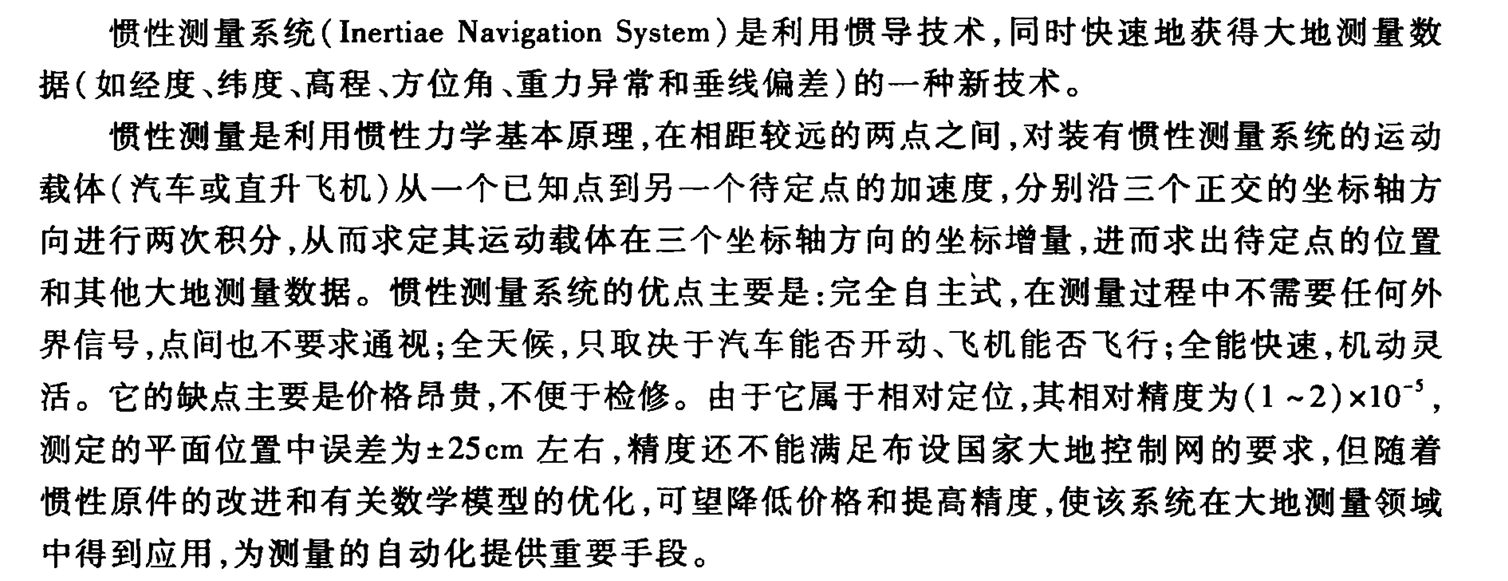 惯性测量系统(Inertiae Navigation System)是利用惯导技术,同时快速地获得大地测量数
据(如经度、纬度、高程、方位角、重力异常和垂线偏差)的一种新技术。
惯性测量是利用惯性力学基本原理,在相距较远的两点之间,对装有惯性测量系统的运动
载体(汽车或直升飞机)从一个已知点到另一个待定点的加速度,分别沿三个正交的坐标轴方
向进行两次积分,从而求定其运动载体在三个坐标轴方向的坐标增量,进而求出待定点的位置
和其他大地测量数据。惯性测量系统的优点主要是:完全自主式,在测量过程中不需要任何外
界信号,点间也不要求通视;全天候,只取决于汽车能否开动、飞机能否飞行;全能快速,机动灵
活。它的缺点主要是价格昂贵,不便于检修。由于它属于相对定位,其相对精度为(1~2)×10⁻⁵,
测定的平面位置中误差为±25cm 左右,精度还不能满足布设国家大地控制网的要求,但随着
惯性原件的改进和有关数学模型的优化,可望降低价格和提高精度,使该系统在大地测量领域
中得到应用,为测量的自动化提供重要手段。